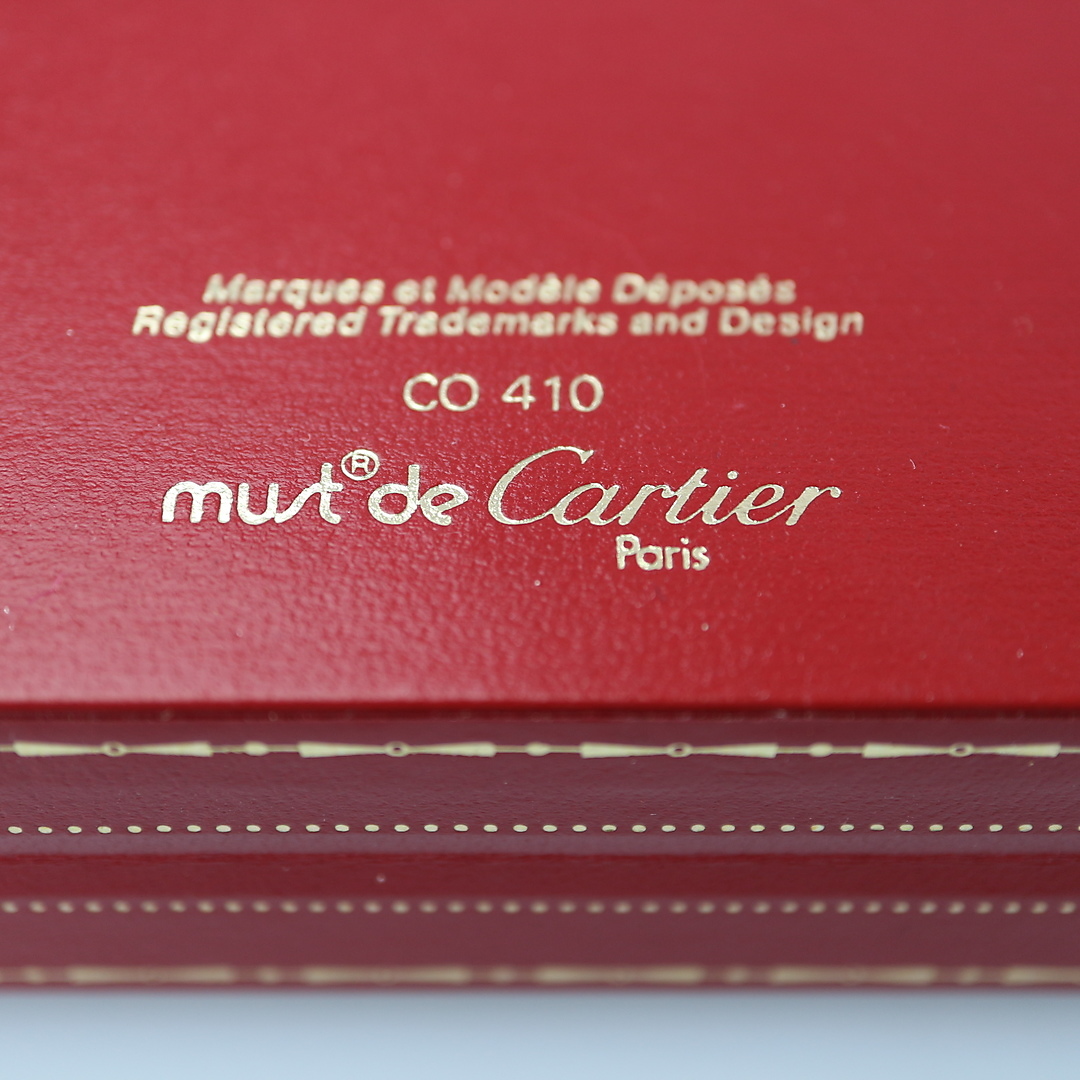 Marques et Modèle Déposés
Registered Trademarks and Design
CO 410
must® de Cartier
Paris